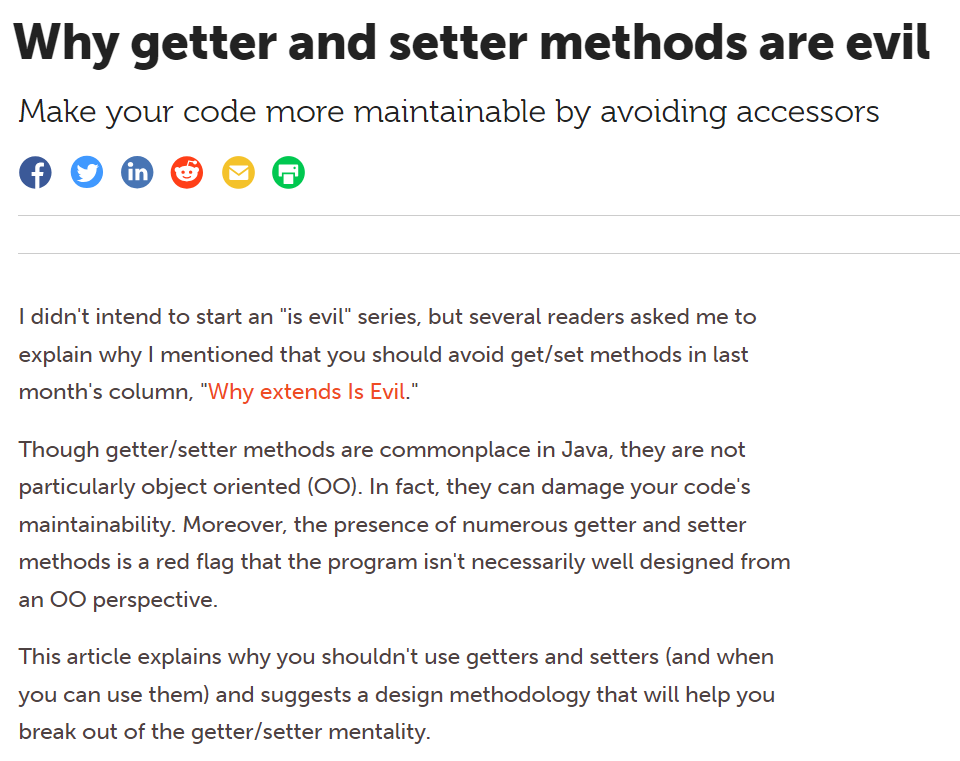 Why getter and setter methods are evil
Make your code more maintainable by avoiding accessors
I didn't intend to start an "is evil" series, but several readers asked me to
explain why I mentioned that you should avoid get/set methods in last
month's column, "Why extends Is Evil."
Though getter/setter methods are commonplace in Java, they are not
particularly object oriented (OO). In fact, they can damage your code's
maintainability. Moreover, the presence of numerous getter and setter
methods is a red flag that the program isn't necessarily well designed from
an OO perspective.
This article explains why you shouldn't use getters and setters (and when
you can use them) and suggests a design methodology that will help you
break out of the getter/setter mentality.